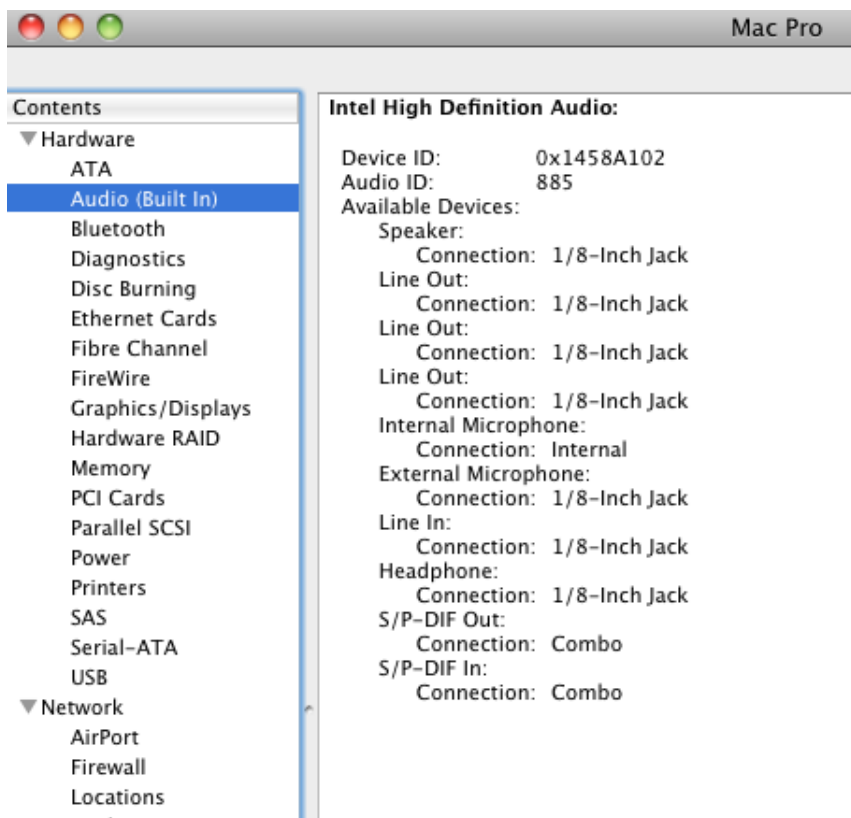 Mac Pro
Contents
Hardware
ATA
Audio (Built In)
Bluetooth
Diagnostics
Disc Burning
Ethernet Cards
Fibre Channel
FireWire
Graphics/Displays
Hardware RAID
Memory
PCI Cards
Parallel SCSI
Power
Printers
SAS
Serial-ATA
USB
Network
AirPort
Firewall
Locations
Intel High Definition Audio:
Device ID: 0x1458A102
Audio ID: 885
Available Devices:
Speaker:
Connection: 1/8-Inch Jack
Line Out:
Connection: 1/8-Inch Jack
Line Out:
Connection: 1/8-Inch Jack
Line Out:
Connection: 1/8-Inch Jack
Internal Microphone:
Connection: Internal
External Microphone:
Connection: 1/8-Inch Jack
Line In:
Connection: 1/8-Inch Jack
Headphone:
Connection: 1/8-Inch Jack
S/P-DIF Out:
Connection: Combo
S/P-DIF In:
Connection: Combo